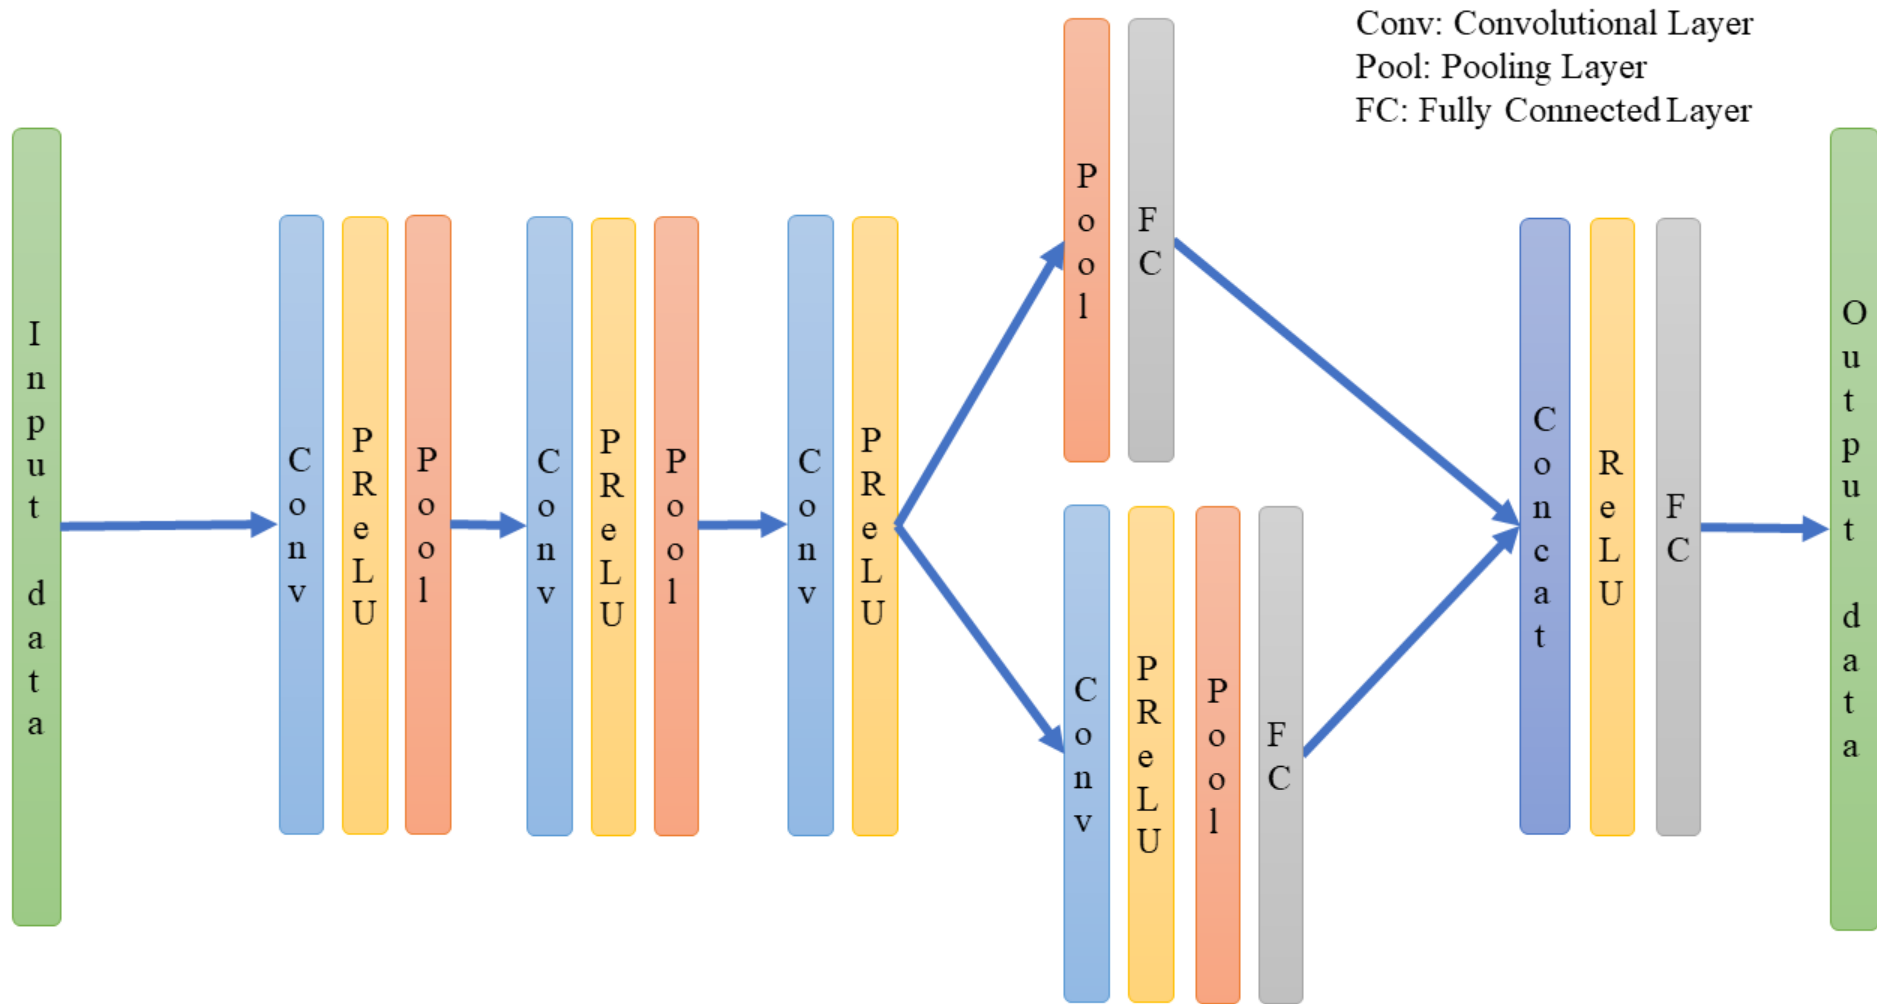 Conv: Convolutional Layer
Pool: Pooling Layer
FC: Fully Connected Layer
Input data
Conv
PReLU
Pool
Conv
PReLU
Pool
Conv
PReLU
Pool
FC
Conv
PReLU
Pool
FC
Concat
ReLU
FC
Output data